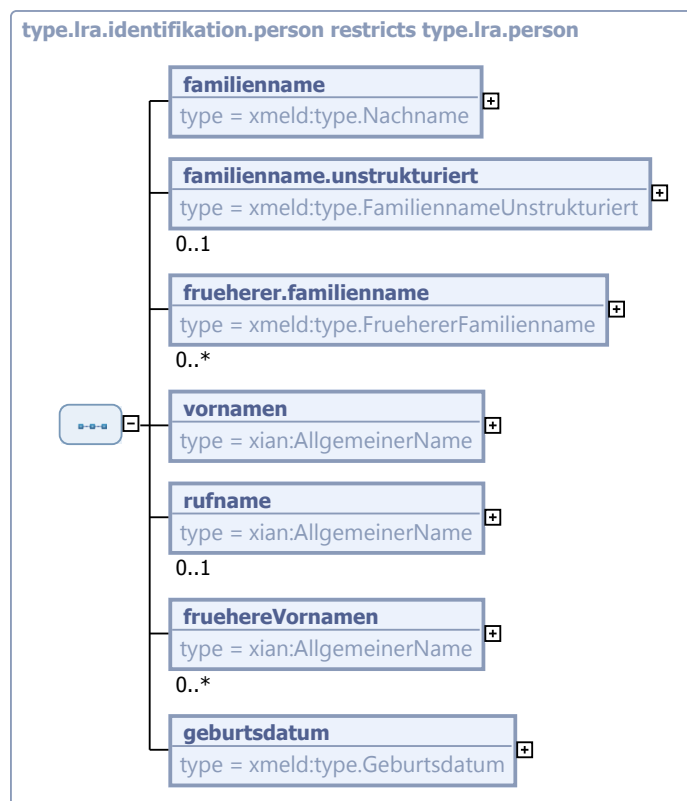 type.lra.identifikation.person restricts type.lra.person
familienname
type = xmeld:type.Nachname
familienname.unstrukturiert
type = xmeld:type.FamiliennameUnstrukturiert
0..1
frueherer.familienname
type = xmeld:type.FruehererFamilienname
0..*
vornamen
type = xian:AllgemeinerName
rufname
type = xian:AllgemeinerName
0..1
fruehereVornamen
type = xian:AllgemeinerName
0..*
geburtsdatum
type = xmeld:type.Geburtsdatum